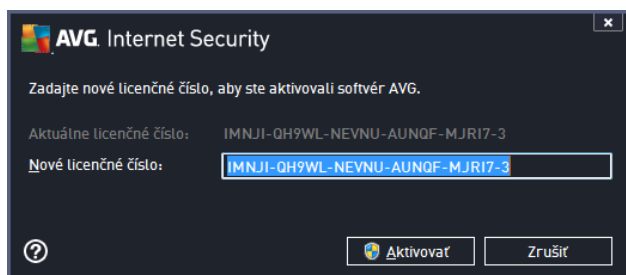 AVG. Internet Security
Zadajte nové licenčné číslo, aby ste aktivovali softvér AVG.
Aktuálne licenčné číslo: IMNJI-QH9WL-NEVNU-AUNQF-MJRI7-3
Nové licenčné číslo: IMNJI-QH9WL-NEVNU-AUNQF-MJRI7-3
? Aktivovať Zrušiť